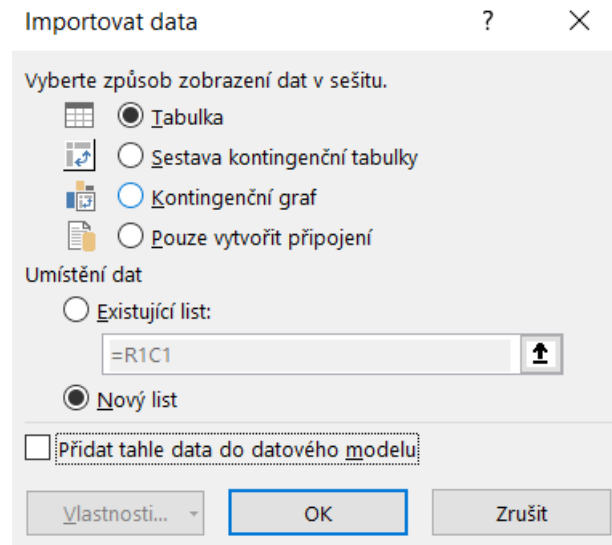 Importovat data ?
Vyberte způsob zobrazení dat v sešitu.
Tabulka
Sestava kontingenční tabulky
Kontingenční graf
Pouze vytvořit připojení
Umístění dat
Existující list:
=R1C1
Nový list
Přidat tahle data do datového modelu
Vlastnosti... OK Zrušit